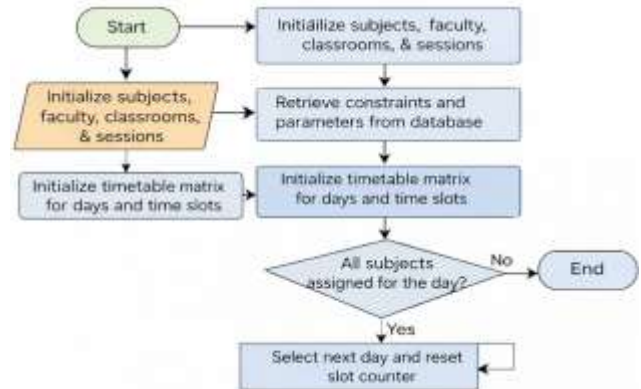 Start
Initiãilize subjects, faculty,
classrooms, & sessions
Initialize subjects,
faculty, classrooms,
& sessions
Retrieve constraints and
parameters from database
Initialize timetable matrix
for days and time slots
Initialize timetable matrix
for days and time slots
All subjects
assigned for the day?
No
End
Yes
Select next day and reset
slot counter